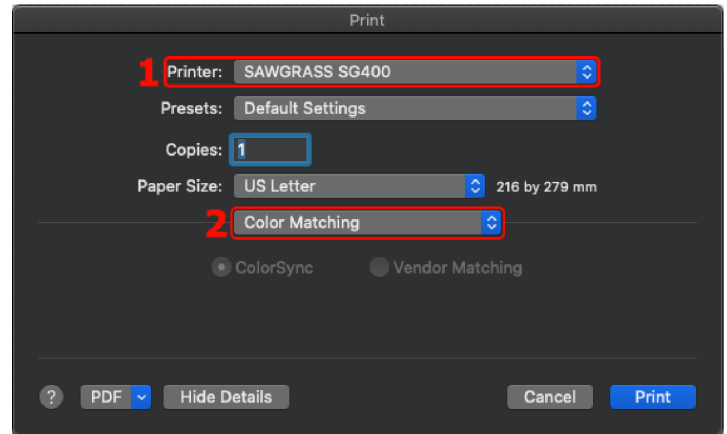 Print
1 Printer: SAWGRASS SG400
Presets: Default Settings
Copies: 1
Paper Size: US Letter 216 by 279 mm
2 Color Matching
ColorSync Vendor Matching
? PDF Hide Details Cancel Print